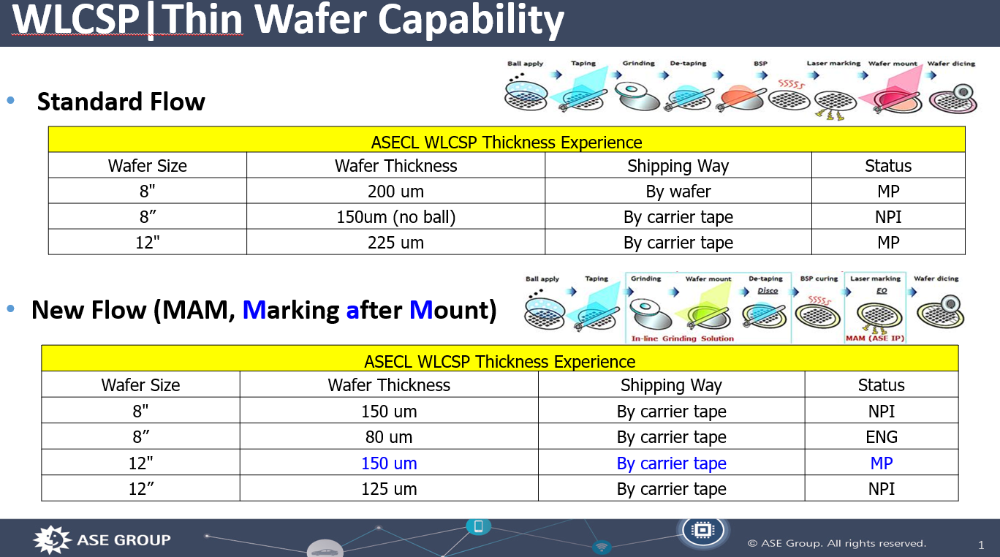 WLCSP|Thin Wafer Capability
Ball apply Taping Grinding De-taping BSP Laser marking Wafer mount Wafer dicing
• Standard Flow
ASECL WLCSP Thickness Experience
Wafer Size Wafer Thickness Shipping Way Status
8" 200 um By wafer MP
8” 150um (no ball) By carrier tape NPI
12" 225 um By carrier tape MP
Ball apply Taping Grinding Wafer mount De-taping BSP curing Laser marking Wafer dicing
Disco EO
• New Flow (MAM, Marking after Mount)
In-line Grinding Solution MAM (ASE IP)
ASECL WLCSP Thickness Experience
Wafer Size Wafer Thickness Shipping Way Status
8" 150 um By carrier tape NPI
8” 80 um By carrier tape ENG
12" 150 um By carrier tape MP
12” 125 um By carrier tape NPI
ASE GROUP
© ASE Group. All rights reserved. 1